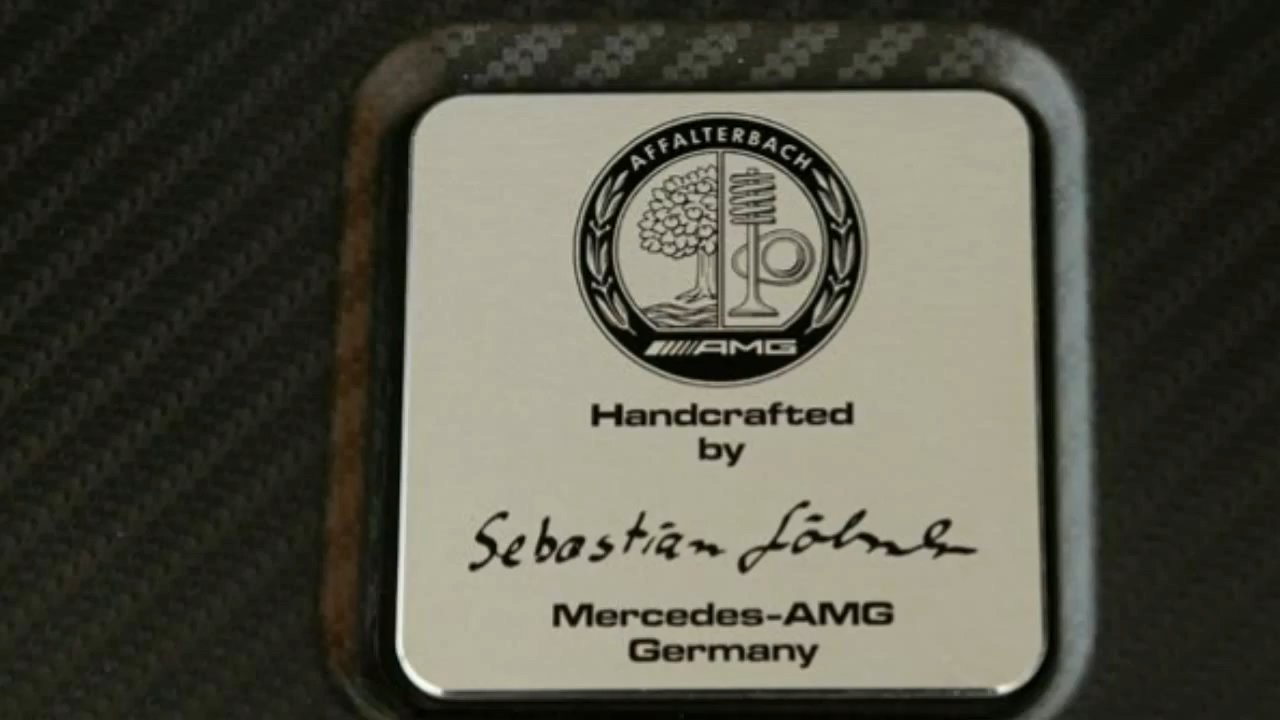 AFFALTERBACH
AMG
Handcrafted
by
Sebastian
Mercedes-AMG
Germany